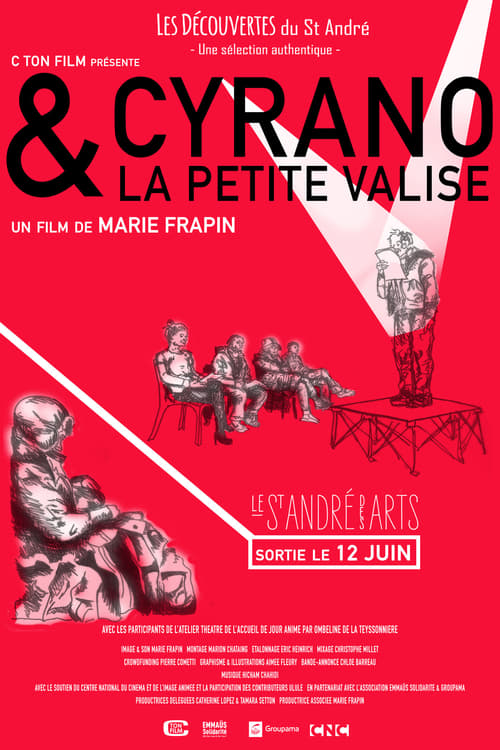 LES DÉCOUVERTES du St André
- Une sélection authentique -
C TON FILM PRÉSENTE
CYRANO
& LA PETITE VALISE
UN FILM DE MARIE FRAPIN
LE ST ANDRÉ DES ARTS
SORTIE LE 12 JUIN
AVEC LES PARTICIPANTS DE L'ATELIER THEATRE DE L'ACCUEIL DE JOUR ANIME PAR OMBELINE DE LA TEYSSONNIERE
IMAGE & SON MARIE FRAPIN MONTAGE MARION CHATAING ETALONNAGE ERIC HEINRICH MIXAGE CHRISTOPHE MILLET
CROWDFUNDING PIERRE COMETTI GRAPHISME & ILLUSTRATIONS AIMEE FLEURY BANDE-ANNONCE CHLOE BARREAU
MUSIQUE HICHAM CHAHIDI
AVEC LE SOUTIEN DU CENTRE NATIONAL DU CINEMA ET DE L'IMAGE ANIMEE ET LA PARTICIPATION DES CONTRIBUTEURS ULULE EN PARTENARIAT AVEC L'ASSOCIATION EMMAÜS SOLIDARITE & GROUPAMA
PRODUCTRICES DELEGUEES CATHERINE LOPEZ & TAMARA SETTON PRODUCTRICE ASSOCIEE MARIE FRAPIN
C TON FILM
EMMAÜS Solidarité
Groupama
CNC